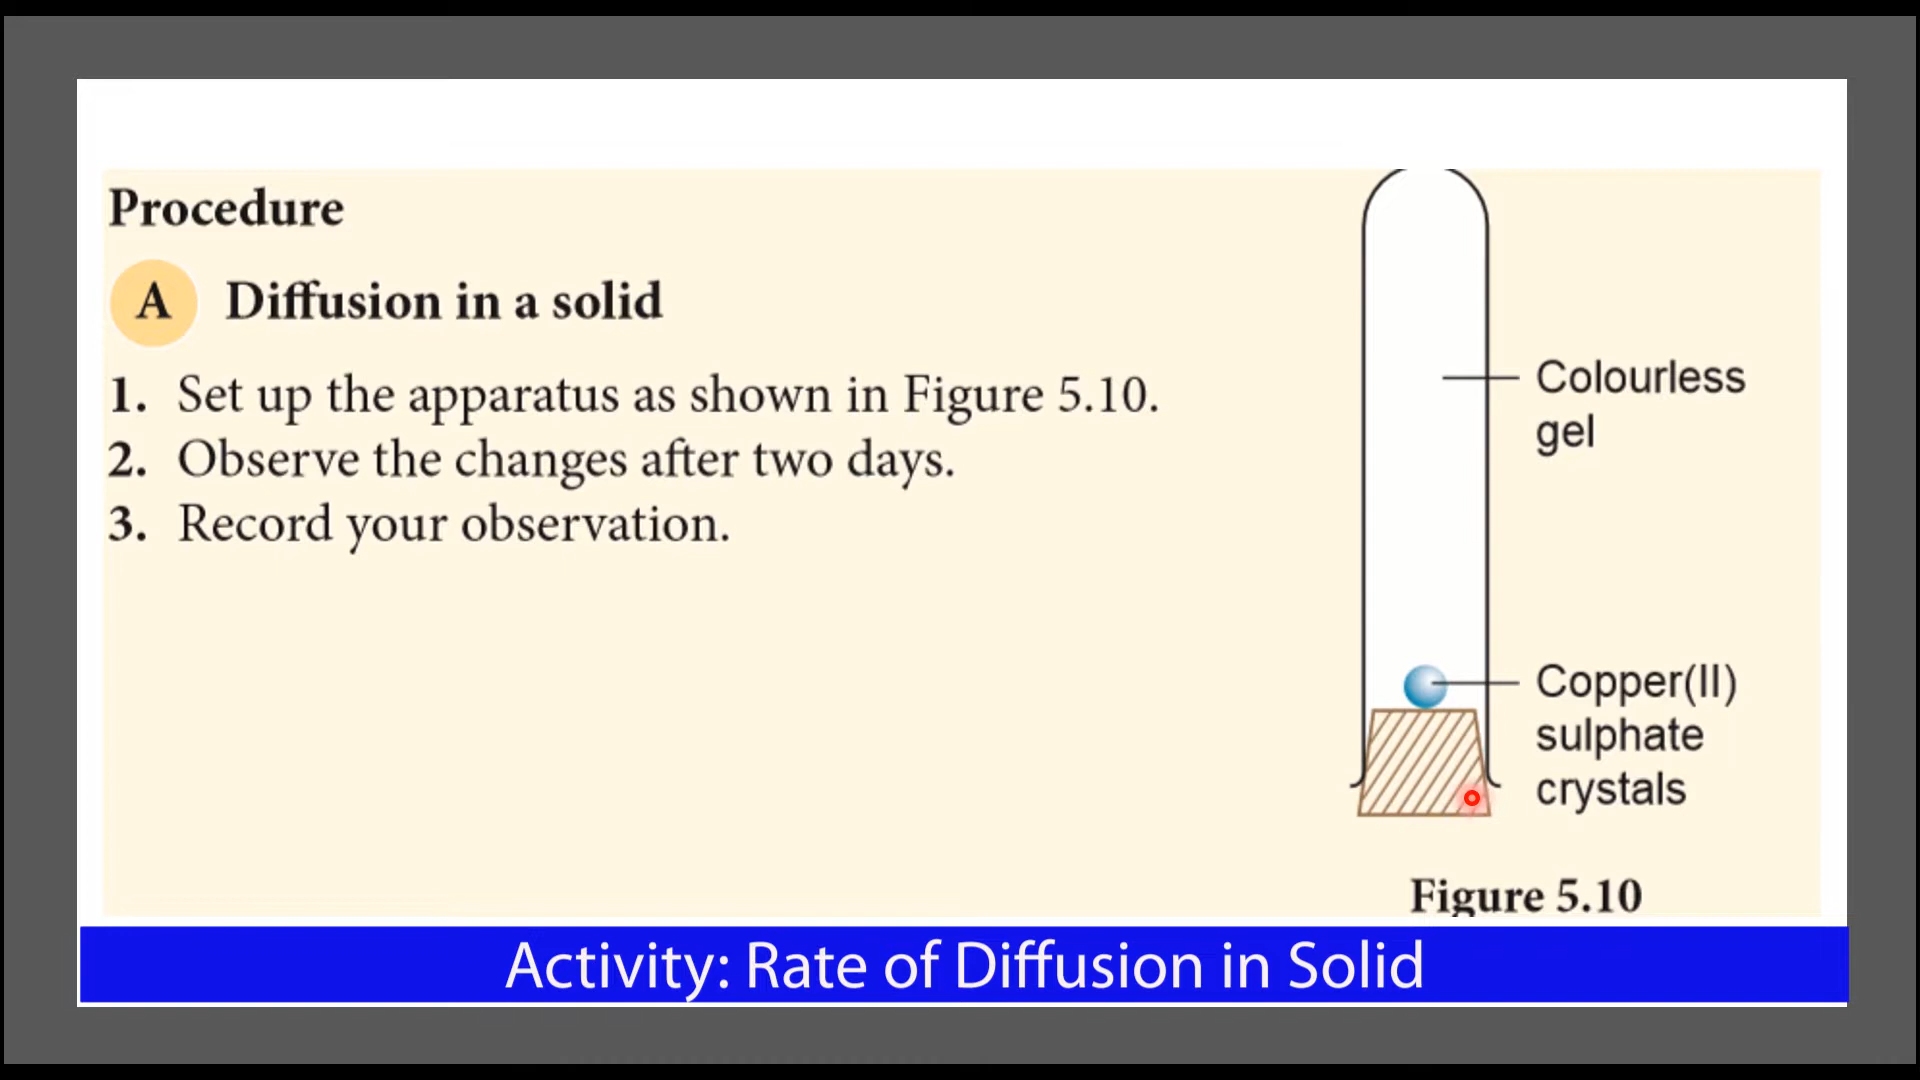 Procedure
A Diffusion in a solid
1. Set up the apparatus as shown in Figure 5.10.
2. Observe the changes after two days.
3. Record your observation.
Colourless
gel
Copper(II)
sulphate
crystals
Figure 5.10
Activity: Rate of Diffusion in Solid